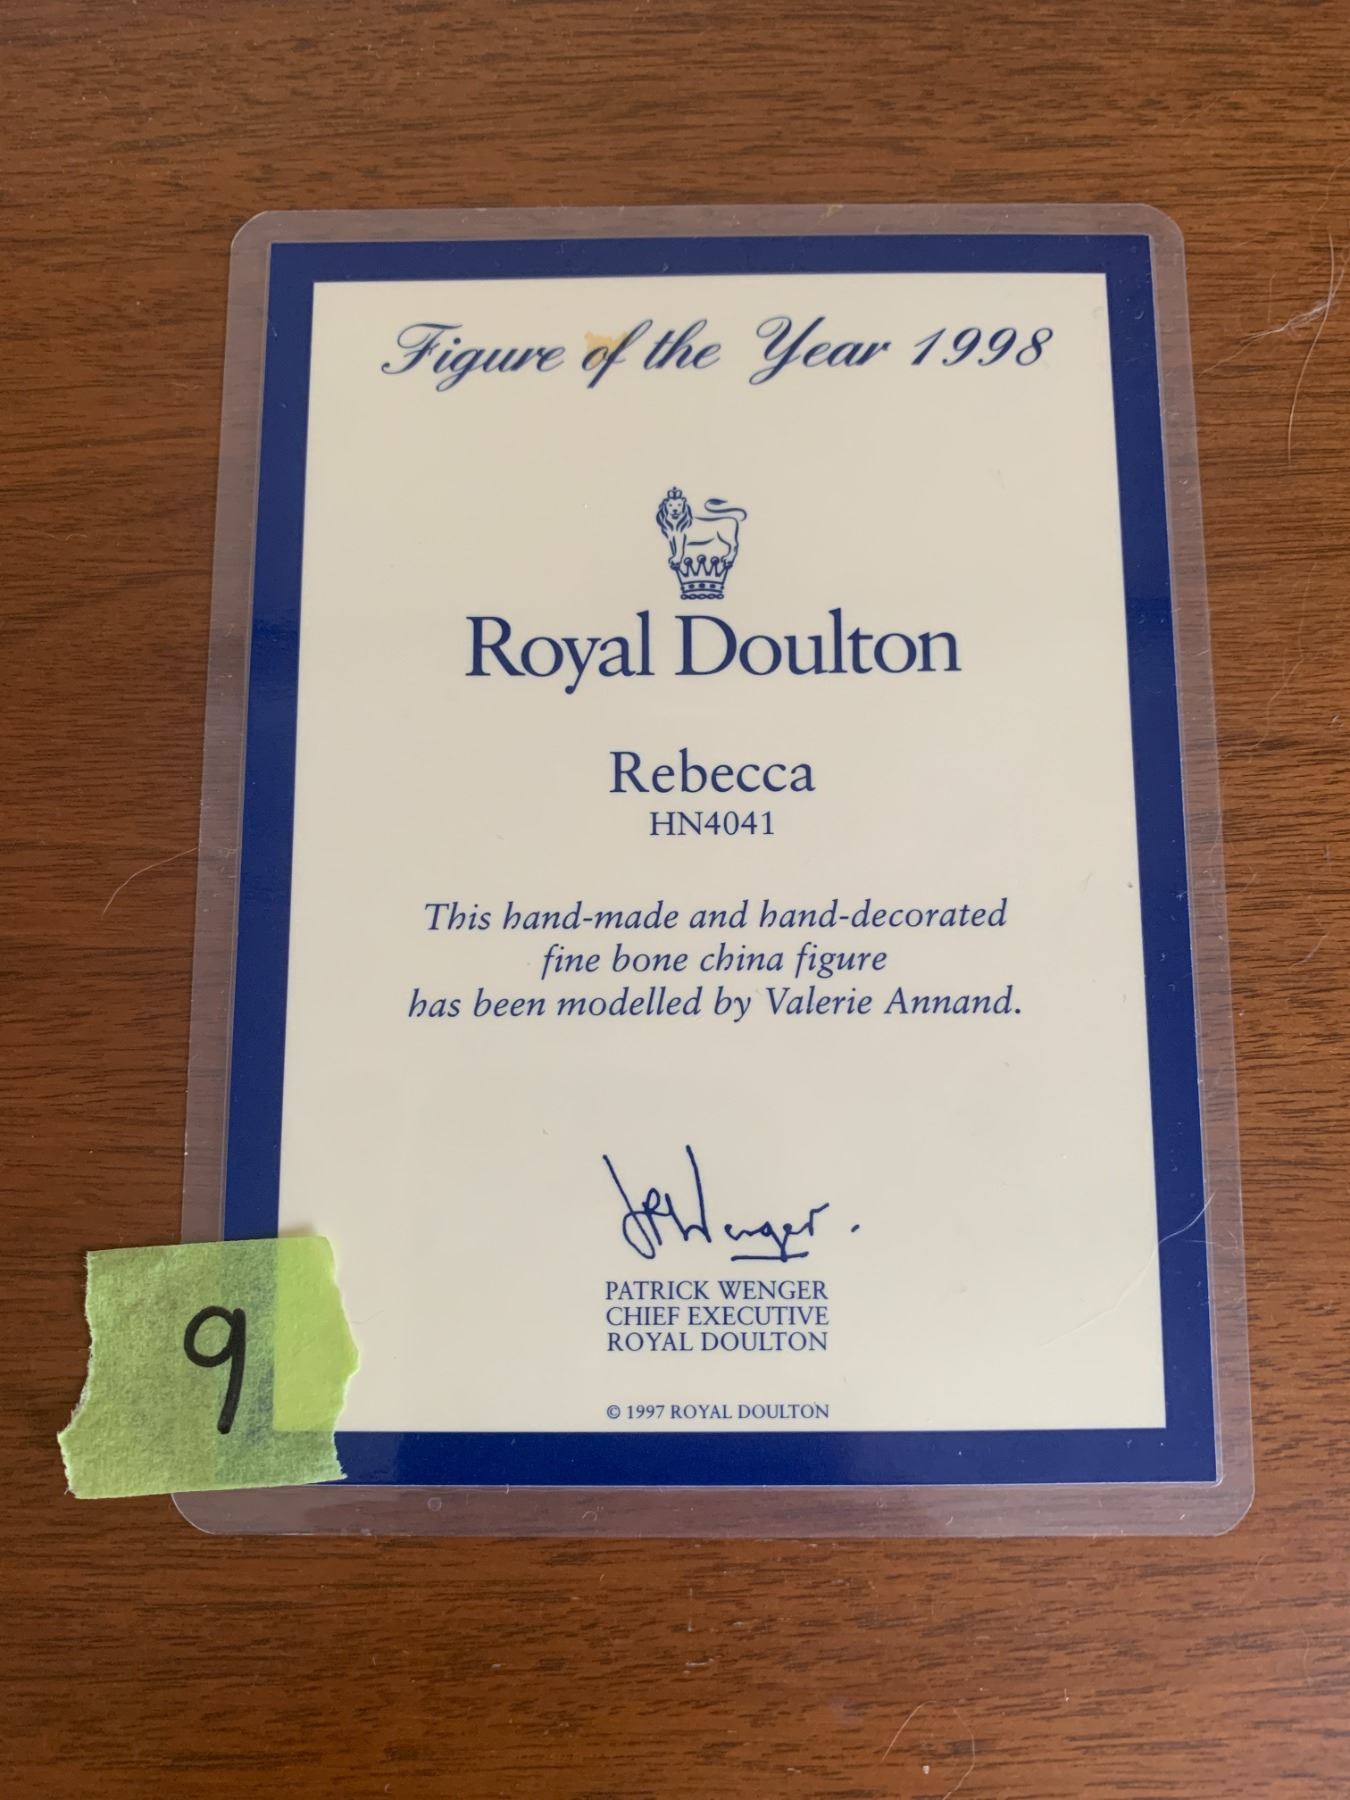 Figure of the Year 1998
Royal Doulton
Rebecca
HN4041
This hand-made and hand-decorated
fine bone china figure
has been modelled by Valerie Annand.
JPWenger.
PATRICK WENGER
CHIEF EXECUTIVE
ROYAL DOULTON
© 1997 ROYAL DOULTON
9